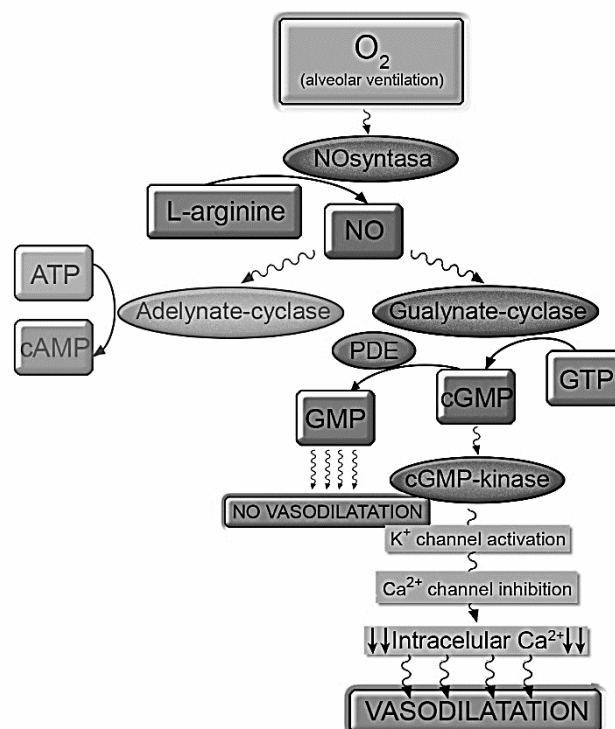 O₂
(alveolar ventilation)
NOsyntasa
L-arginine
NO
ATP
Adelynate-cyclase
Gualynate-cyclase
cAMP
PDE
GTP
cGMP
GMP
cGMP-kinase
NO VASODILATATION
K⁺ channel activation
Ca²⁺ channel inhibition
↓↓Intracelular Ca²⁺↓↓
VASODILATATION